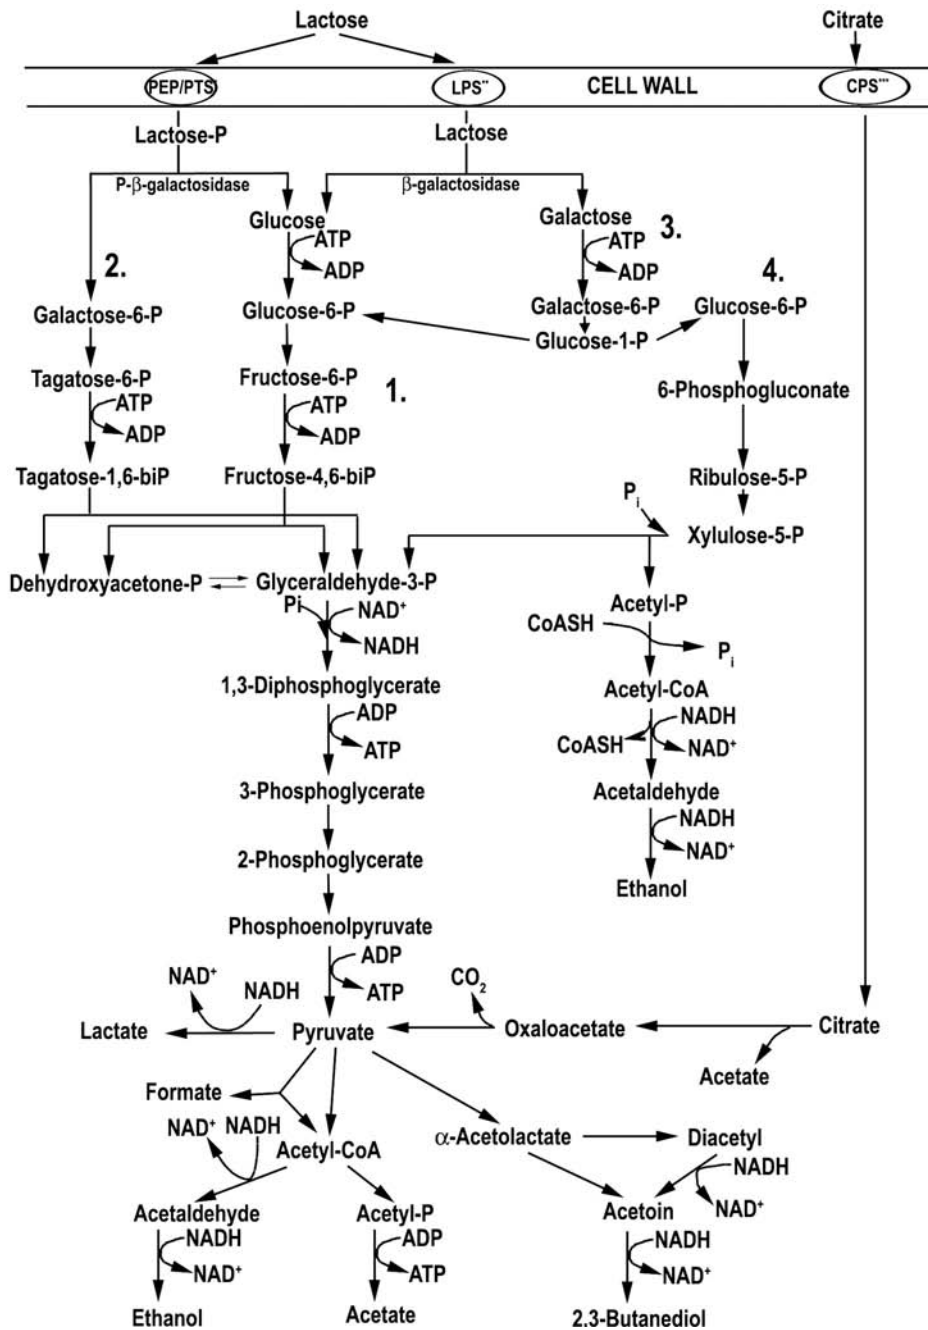 Lactose
Citrate
PEP/PTS
LPS**
CELL WALL
CPS***
Lactose-P
Lactose
P-β-galactosidase
β-galactosidase
Glucose
Galactose
3.
ATP
ATP
2.
ADP
ADP
4.
Galactose-6-P
Glucose-6-P
Galactose-6-P
Glucose-6-P
Glucose-1-P
Tagatose-6-P
Fructose-6-P
1.
6-Phosphogluconate
ATP
ATP
ADP
ADP
Tagatose-1,6-biP
Fructose-4,6-biP
Ribulose-5-P
Pi
Xylulose-5-P
Dehydroxyacetone-P
Glyceraldehyde-3-P
Pi
NAD+
Acetyl-P
CoASH
NADH
Pi
1,3-Diphosphoglycerate
Acetyl-CoA
ADP
NADH
ATP
CoASH
NAD+
3-Phosphoglycerate
Acetaldehyde
NADH
NAD+
2-Phosphoglycerate
Ethanol
Phosphoenolpyruvate
ADP
NAD+
NADH
ATP
CO2
Lactate
Pyruvate
Oxaloacetate
Citrate
Acetate
Formate
NAD+
NADH
Acetyl-CoA
α-Acetolactate
Diacetyl
NADH
NAD+
Acetaldehyde
Acetyl-P
Acetoin
NADH
ADP
NADH
NAD+
ATP
NAD+
Ethanol
Acetate
2,3-Butanediol